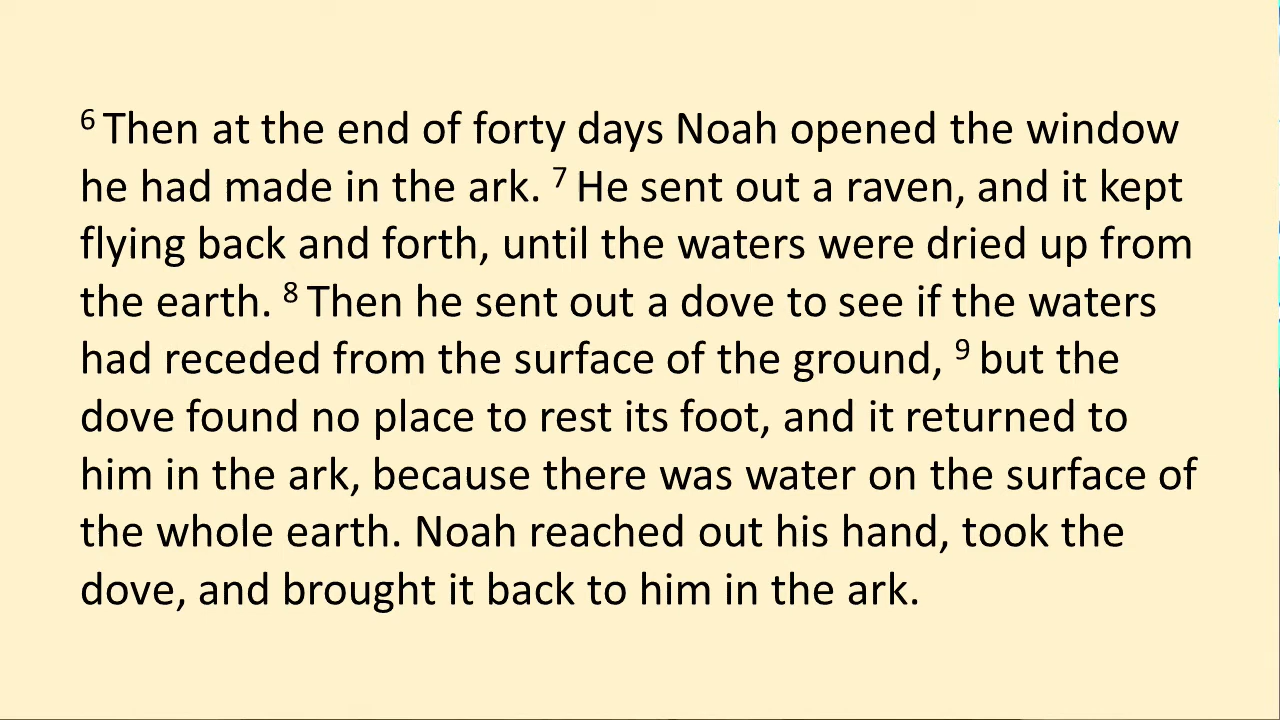 ⁶ Then at the end of forty days Noah opened the window
he had made in the ark. ⁷ He sent out a raven, and it kept
flying back and forth, until the waters were dried up from
the earth. ⁸ Then he sent out a dove to see if the waters
had receded from the surface of the ground, ⁹ but the
dove found no place to rest its foot, and it returned to
him in the ark, because there was water on the surface of
the whole earth. Noah reached out his hand, took the
dove, and brought it back to him in the ark.